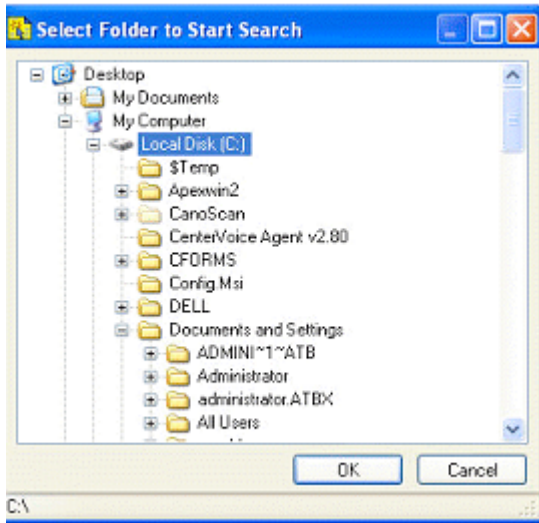 Select Folder to Start Search
Desktop
My Documents
My Computer
Local Disk (C:)
$Temp
Apexwin2
CanoScan
CenterVoice Agent v2.80
CFORMS
Config.Msi
DELL
Documents and Settings
ADMINI~1~ATB
Administrator
administrator.ATBX
All Users
OK Cancel
C:\